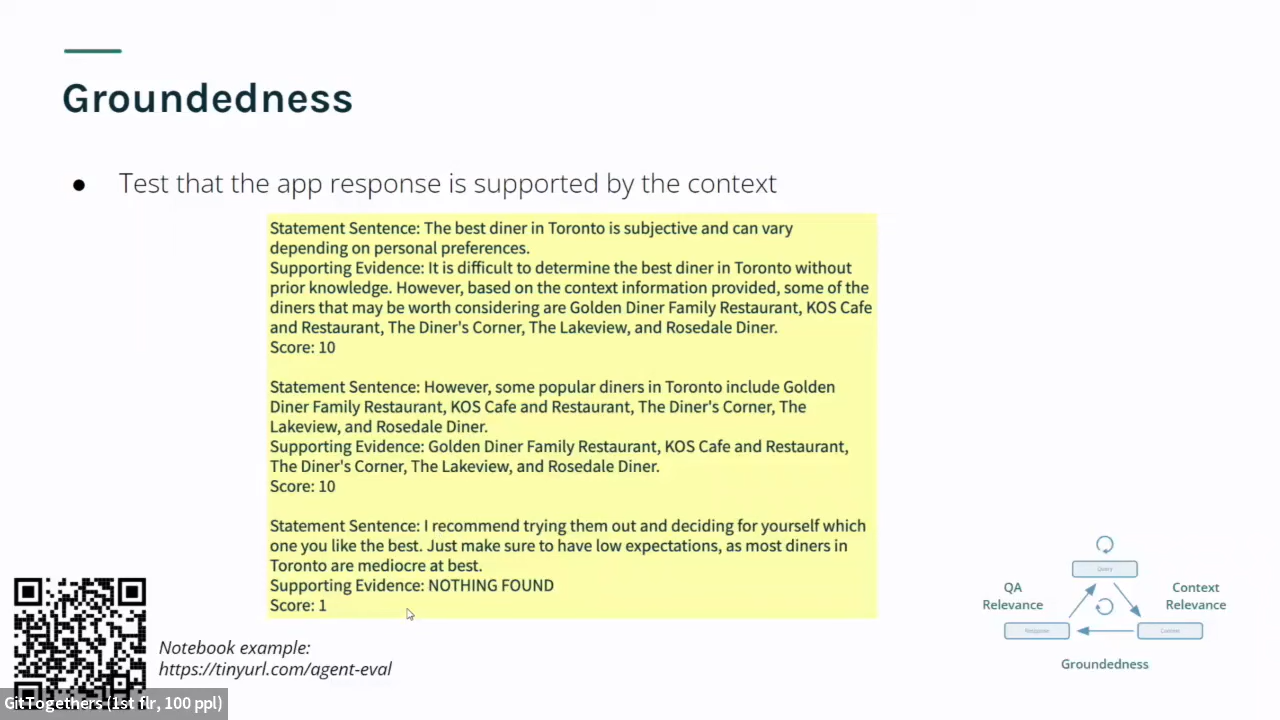 Groundedness
● Test that the app response is supported by the context
Statement Sentence: The best diner in Toronto is subjective and can vary
depending on personal preferences.
Supporting Evidence: It is difficult to determine the best diner in Toronto without
prior knowledge. However, based on the context information provided, some of the
diners that may be worth considering are Golden Diner Family Restaurant, KOS Cafe
and Restaurant, The Diner's Corner, The Lakeview, and Rosedale Diner.
Score: 10
Statement Sentence: However, some popular diners in Toronto include Golden
Diner Family Restaurant, KOS Cafe and Restaurant, The Diner's Corner, The
Lakeview, and Rosedale Diner.
Supporting Evidence: Golden Diner Family Restaurant, KOS Cafe and Restaurant,
The Diner's Corner, The Lakeview, and Rosedale Diner.
Score: 10
Statement Sentence: I recommend trying them out and deciding for yourself which
one you like the best. Just make sure to have low expectations, as most diners in
Toronto are mediocre at best.
Supporting Evidence: NOTHING FOUND
Score: 1
Query
QA
Relevance
Context
Relevance
Response
Context
Groundedness
Notebook example:
https://tinyurl.com/agent-eval
GitTogethers (1st flr, 100 ppl)